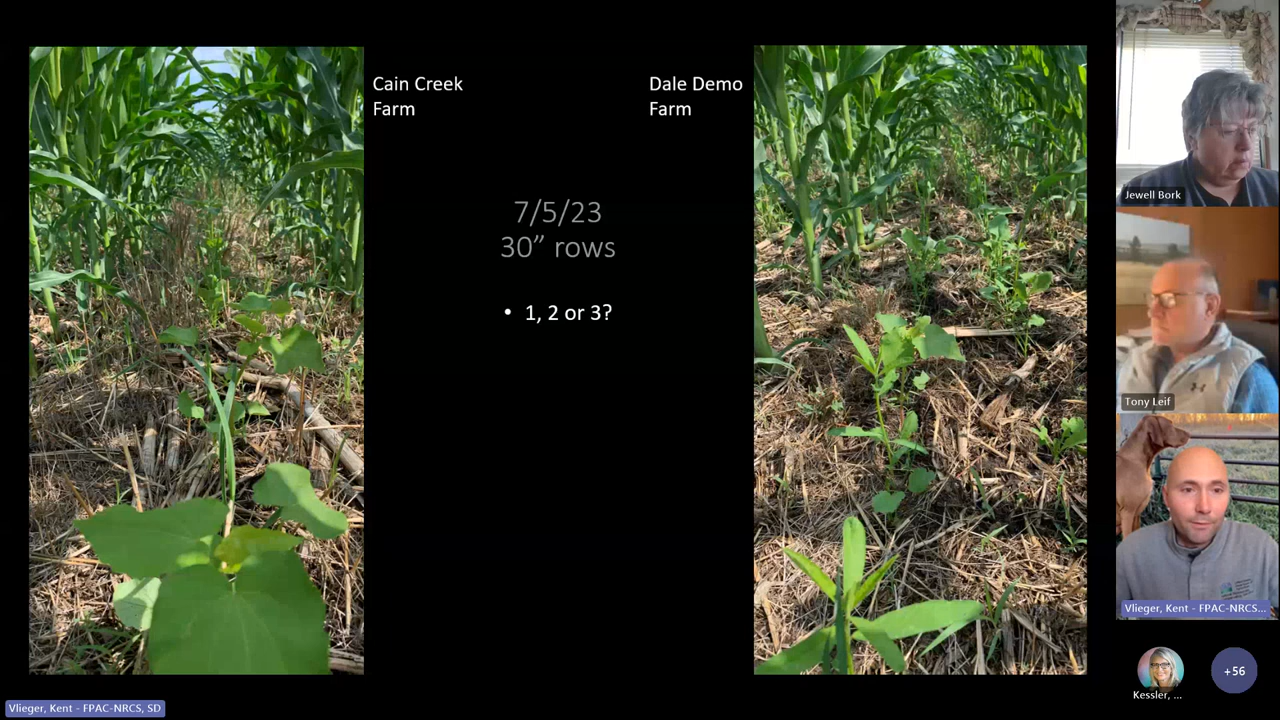 Cain Creek
Farm
Dale Demo
Farm
7/5/23
30” rows
• 1, 2 or 3?
Jewell Bork
Tony Leif
Vlieger, Kent - FPAC-NRCS...
Kessler, ...
+56
Vlieger, Kent - FPAC-NRCS, SD